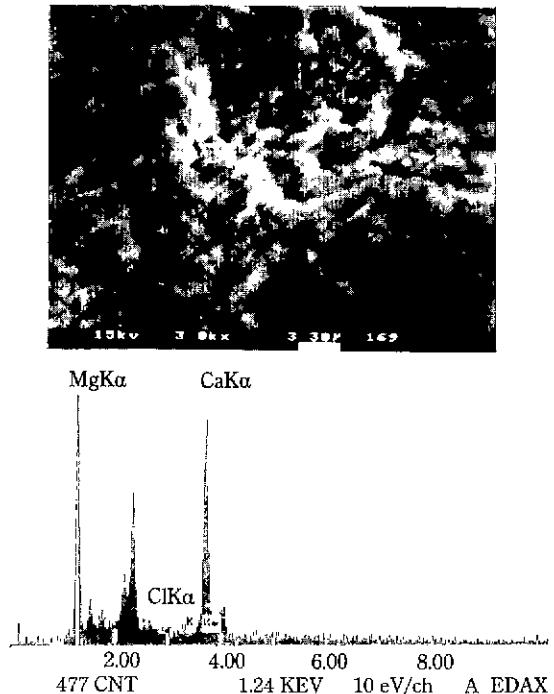 15kv 3.0kx 3.30μ 169
MgKα CaKα
ClKα
2.00 4.00 6.00 8.00
477 CNT 1.24 KEV 10 eV/ch A EDAX